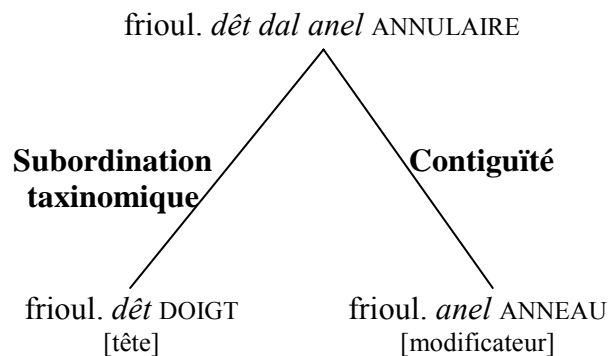 frioul. dêt dal anel ANNULAIRE
Subordination
taxinomique
Contiguïté
frioul. dêt DOIGT
[tête]
frioul. anel ANNEAU
[modificateur]